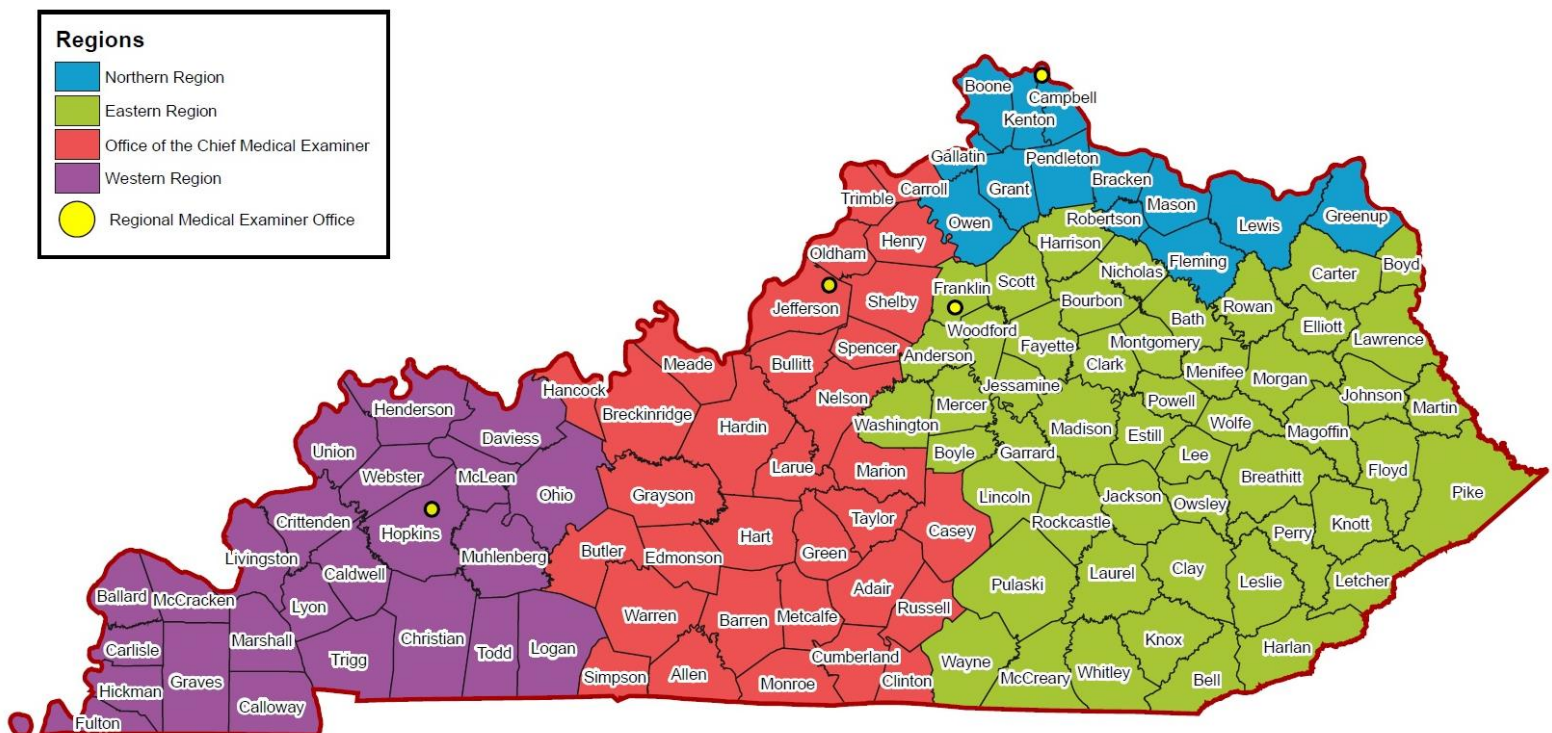 Regions
Northern Region
Eastern Region
Office of the Chief Medical Examiner
Western Region
Regional Medical Examiner Office
Boone
Campbell
Kenton
Gallatin
Pendleton
Grant
Bracken
Mason
Carroll
Trimble
Owen
Robertson
Lewis
Greenup
Henry
Harrison
Oldham
Fleming
Nicholas
Carter
Boyd
Franklin
Scott
Jefferson
Shelby
Bourbon
Rowan
Bath
Woodford
Elliott
Lawrence
Spencer
Anderson
Fayette
Montgomery
Meade
Bullitt
Clark
Menifee
Morgan
Hancock
Jessamine
Nelson
Mercer
Powell
Johnson
Martin
Henderson
Breckinridge
Washington
Wolfe
Hardin
Madison
Estill
Magoffin
Daviess
Union
Boyle
Garrard
Lee
Larue
Marion
Webster
McLean
Breathitt
Floyd
Ohio
Grayson
Lincoln
Jackson
Owsley
Pike
Crittenden
Taylor
Rockcastle
Knott
Hopkins
Hart
Casey
Perry
Livingston
Muhlenberg
Butler
Edmonson
Green
Caldwell
Laurel
Clay
Leslie
Letcher
Pulaski
Ballard
McCracken
Adair
Lyon
Russell
Warren
Barren
Metcalfe
Marshall
Christian
Knox
Carlisle
Logan
Todd
Harlan
Trigg
Cumberland
Wayne
Graves
Simpson
Allen
McCreary
Whitley
Hickman
Monroe
Clinton
Bell
Calloway
Fulton